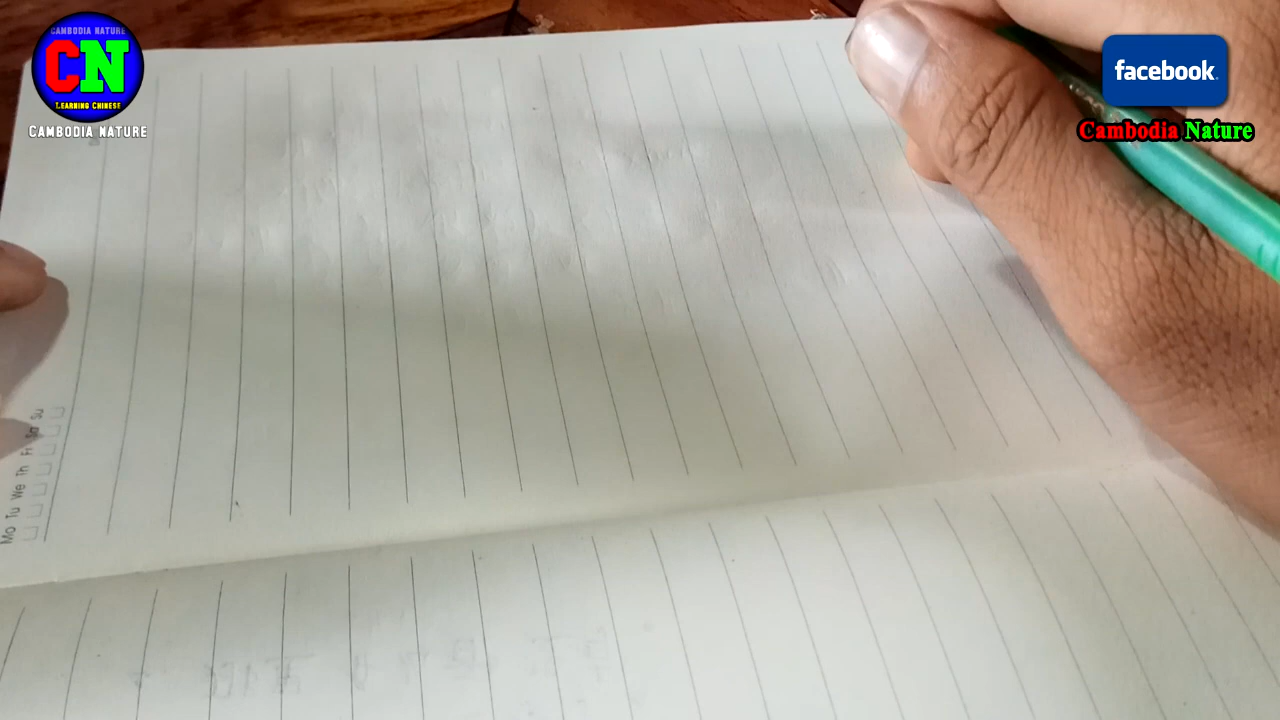 CAMBODIA NATURE
CN
LEARNING CHINESE
CAMBODIA NATURE
facebook
Cambodia Nature
Mo Tu We Th Fr Sa Su